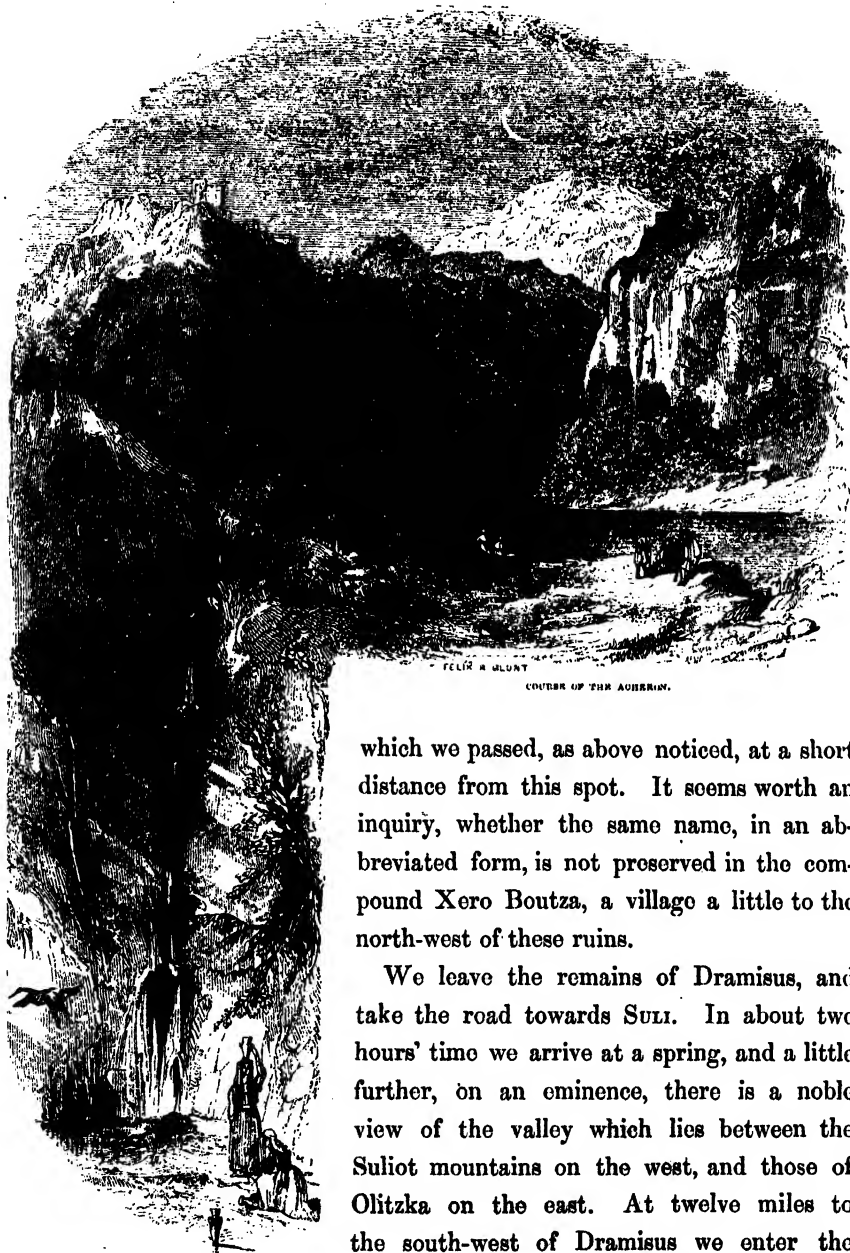 FELIX R BLUNT
COURSE OF THE ACHERON.
which we passed, as above noticed, at a short
distance from this spot. It seems worth an
inquiry, whether the same name, in an ab-
breviated form, is not preserved in the com-
pound Xero Boutza, a village a little to the
north-west of these ruins.
We leave the remains of Dramisus, and
take the road towards SULI. In about two
hours' time we arrive at a spring, and a little
further, on an eminence, there is a noble
view of the valley which lies between the
Suliot mountains on the west, and those of
Olitzka on the east. At twelve miles to
the south-west of Dramisus we enter the